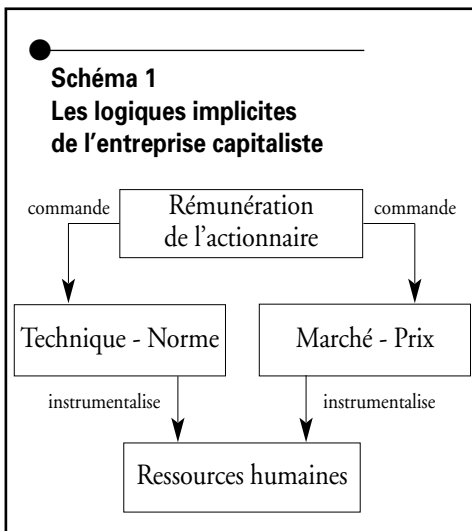 Schéma 1
Les logiques implicites
de l’entreprise capitaliste
commande
Rémunération
de l’actionnaire
commande
Technique - Norme
Marché - Prix
instrumentalise
instrumentalise
Ressources humaines